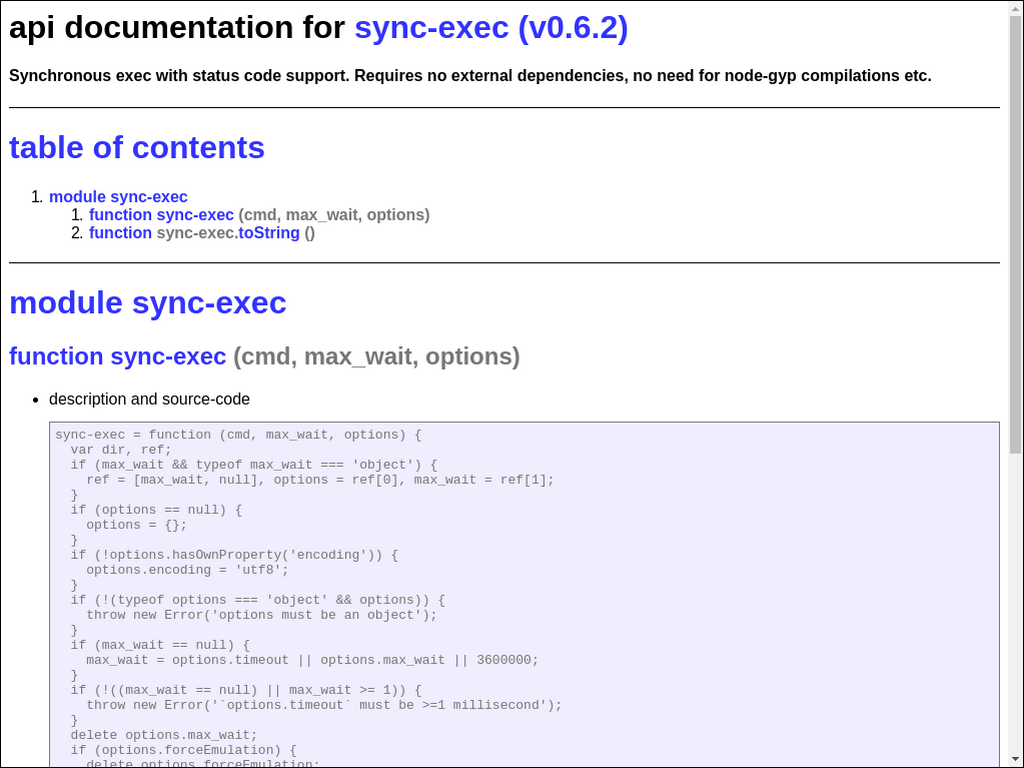 api documentation for sync-exec (v0.6.2)
Synchronous exec with status code support. Requires no external dependencies, no need for node-gyp compilations etc.
table of contents
1. module sync-exec
1. function sync-exec (cmd, max_wait, options)
2. function sync-exec.toString ()
module sync-exec
function sync-exec (cmd, max_wait, options)
• description and source-code
sync-exec = function (cmd, max_wait, options) {
  var dir, ref;
  if (max_wait && typeof max_wait === 'object') {
    ref = [max_wait, null], options = ref[0], max_wait = ref[1];
  }
  if (options == null) {
    options = {};
  }
  if (!options.hasOwnProperty('encoding')) {
    options.encoding = 'utf8';
  }
  if (!(typeof options === 'object' && options)) {
    throw new Error('options must be an object');
  }
  if (max_wait == null) {
    max_wait = options.timeout || options.max_wait || 3600000;
  }
  if (!((max_wait == null) || max_wait >= 1)) {
    throw new Error('`options.timeout` must be >=1 millisecond');
  }
  delete options.max_wait;
  if (options.forceEmulation) {
    delete options.forceEmulation;